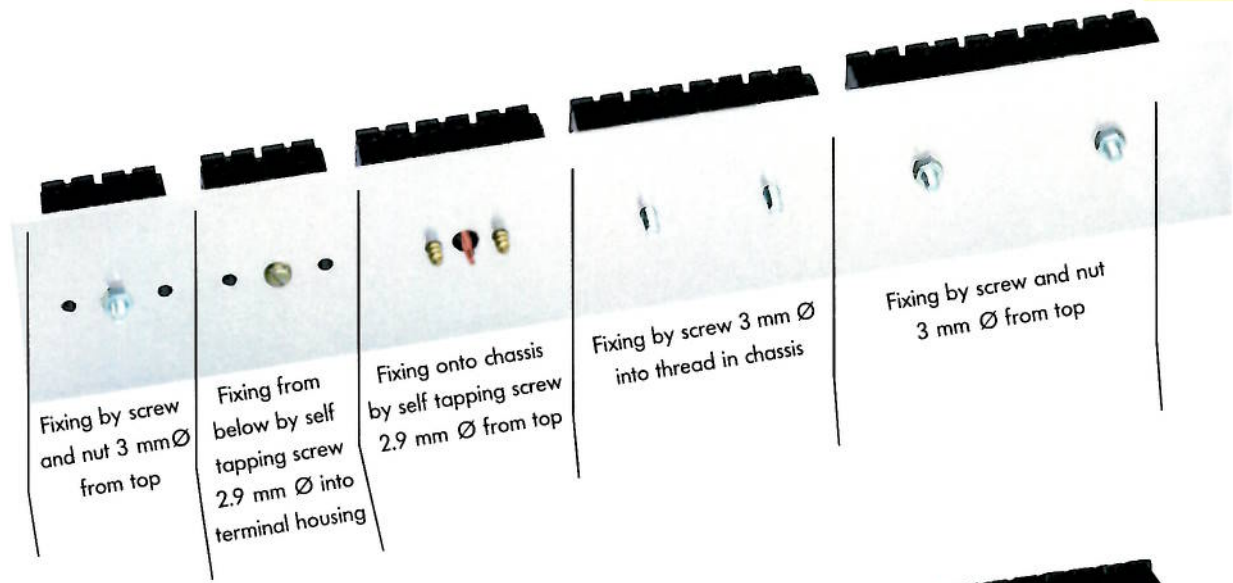 Fixing by screw
and nut 3 mmØ
from top
Fixing from
below by self
tapping screw
2.9 mm Ø into
terminal housing
Fixing onto chassis
by self tapping screw
2.9 mm Ø from top
Fixing by screw 3 mm Ø
into thread in chassis
Fixing by screw and nut
3 mm Ø from top